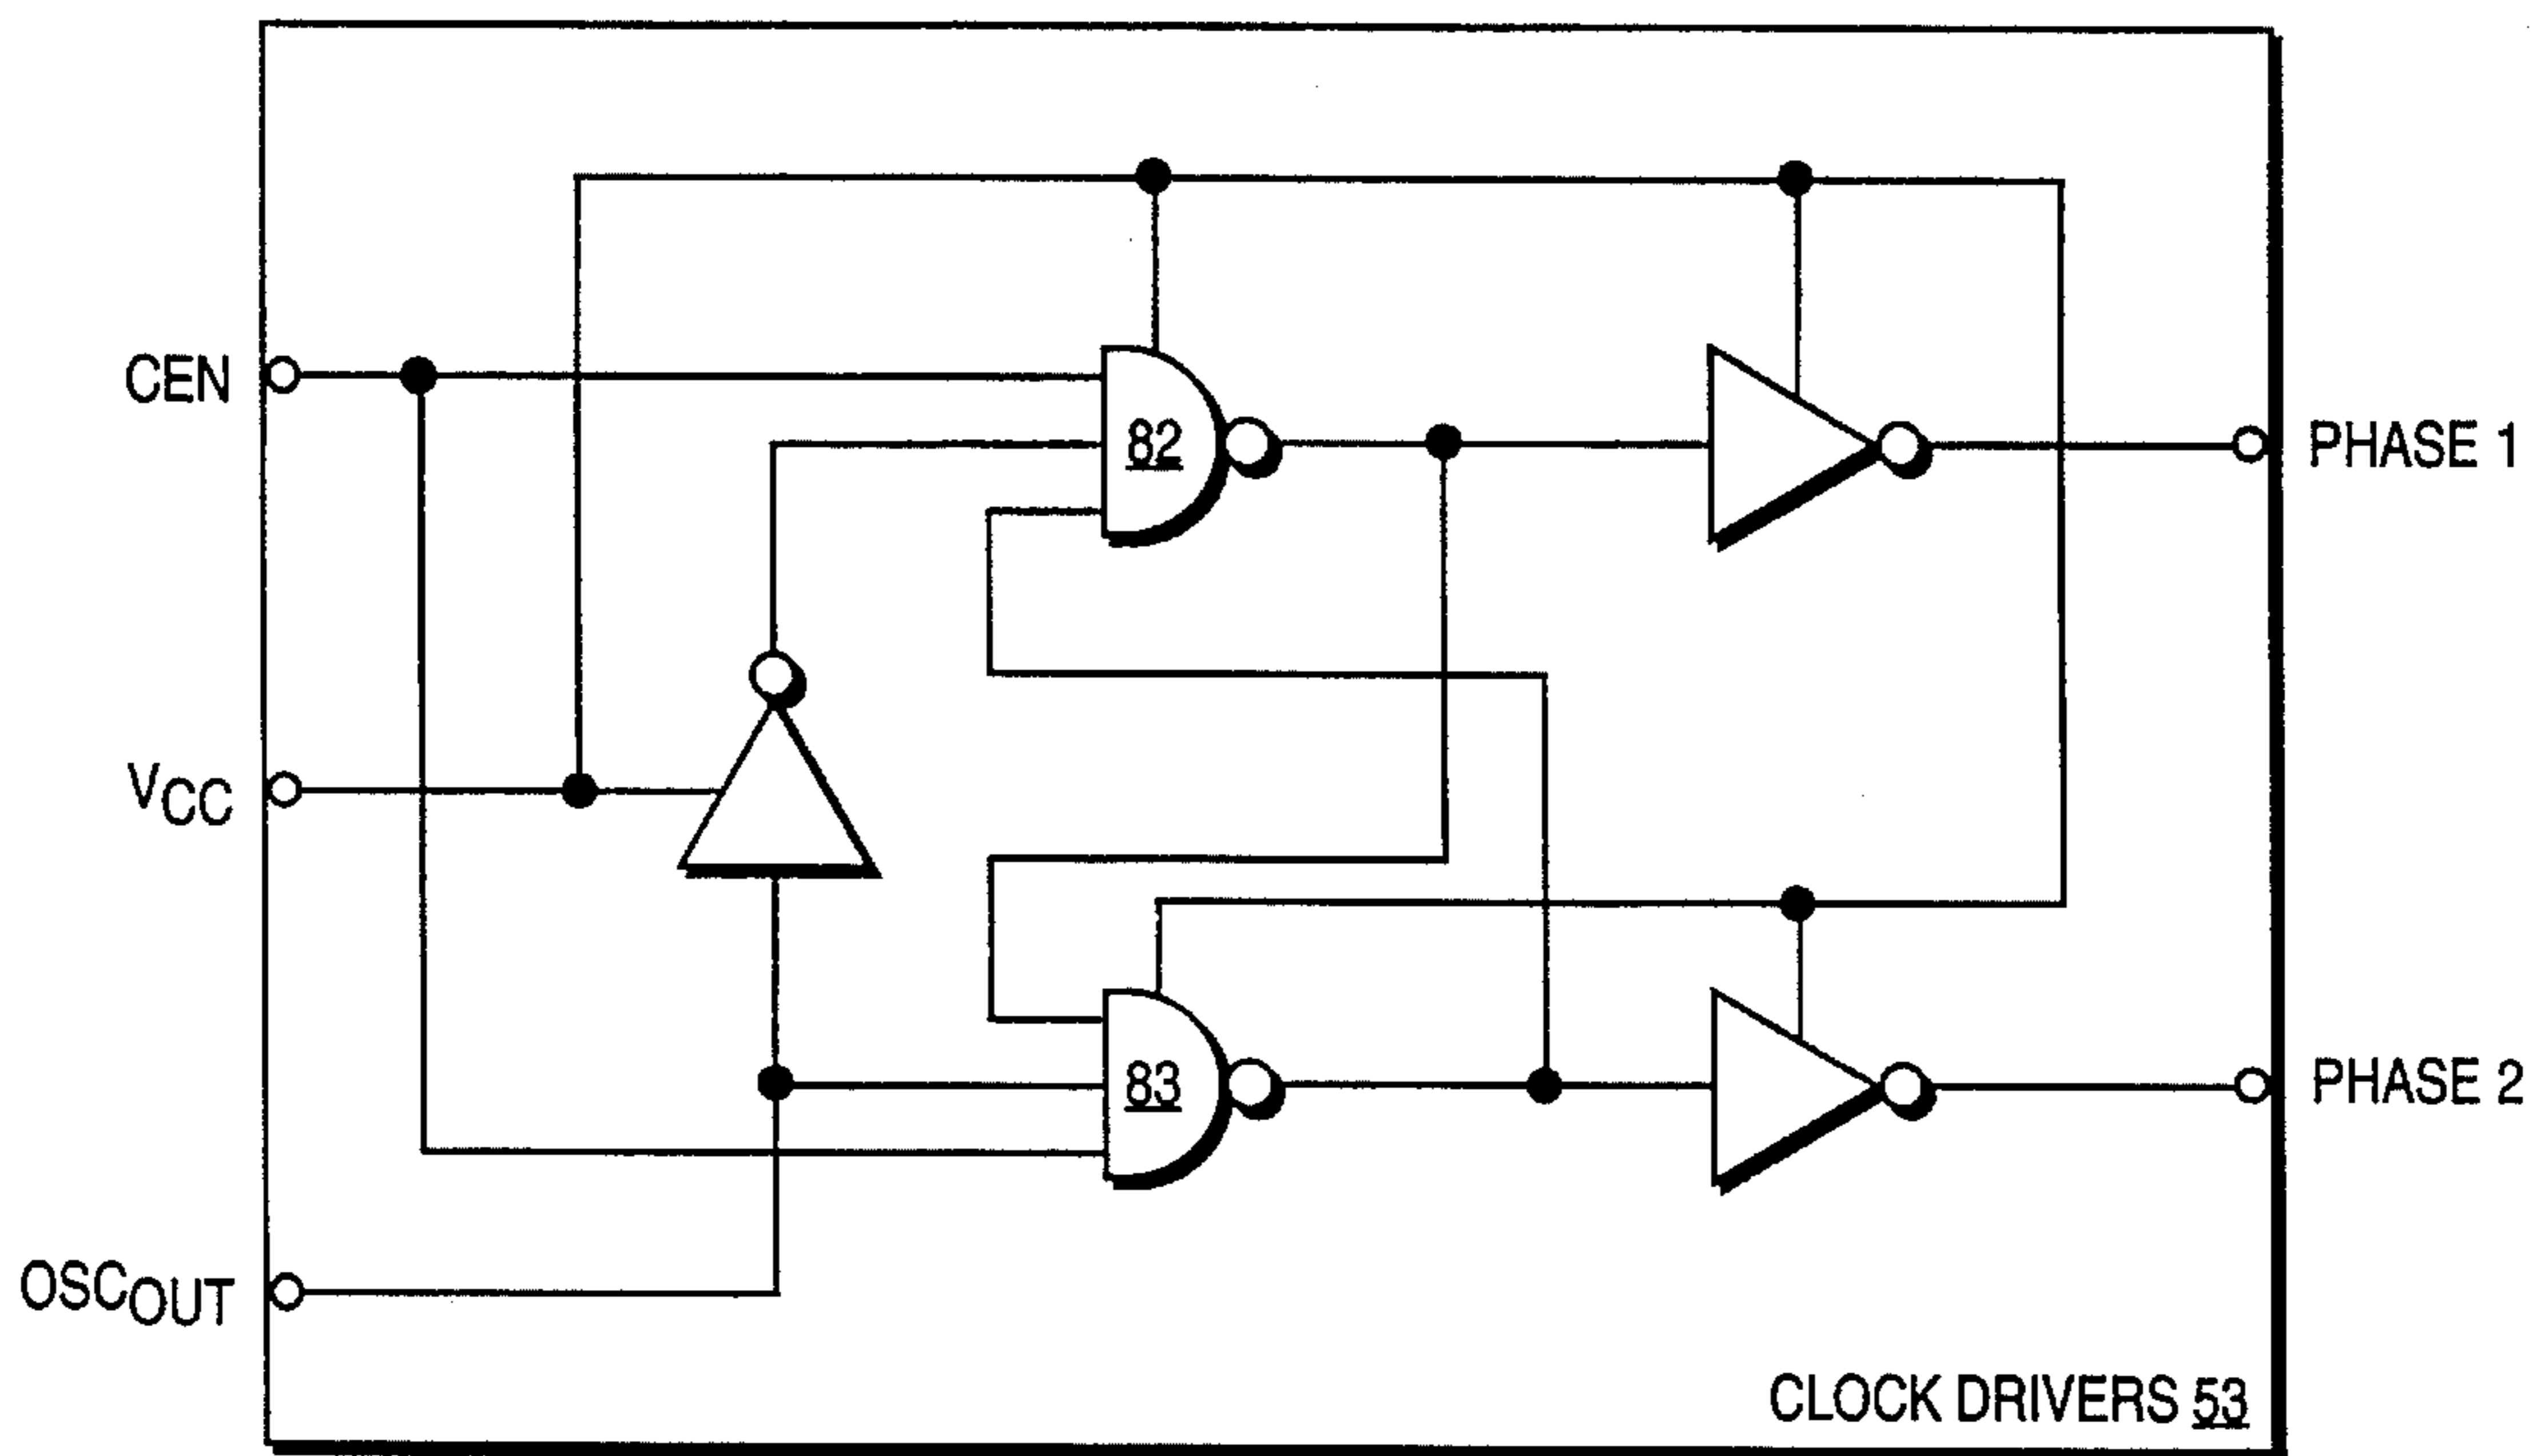 CEN
82
PHASE 1
VCC
83
PHASE 2
OSCOUT
CLOCK DRIVERS 53